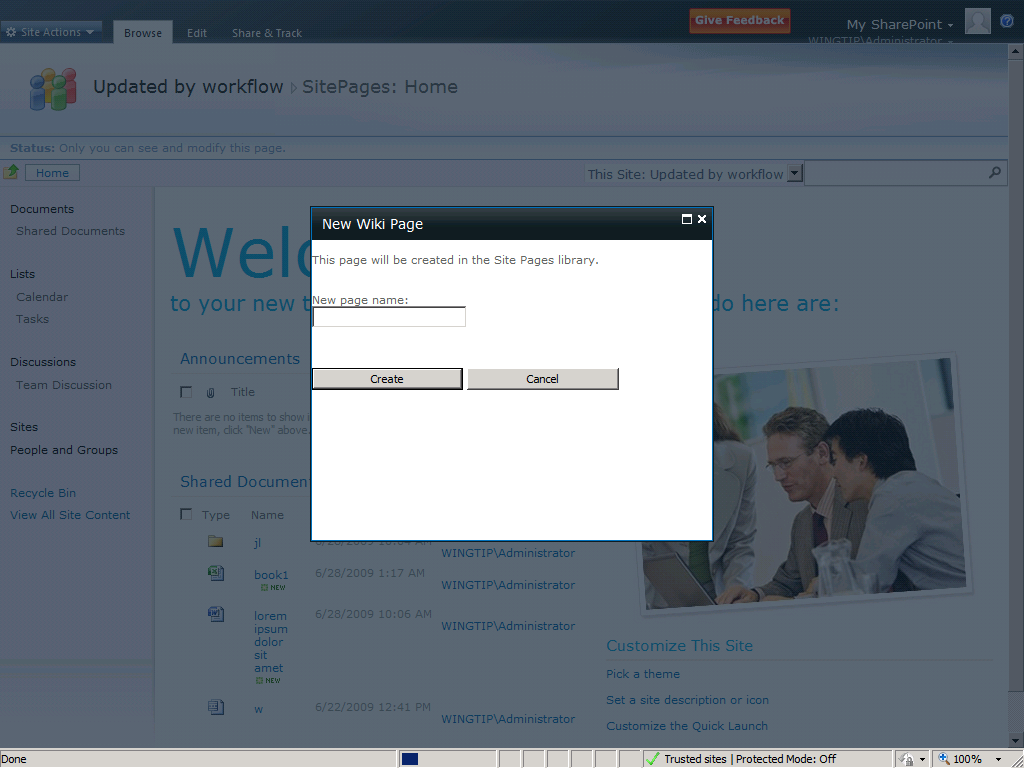 Site Actions
Browse
Edit
Share & Track
Give Feedback
My SharePoint
WINGTIP\Administrator
Updated by workflow
SitePages: Home
Status: Only you can see and modify this page.
Home
This Site: Updated by workflow
Documents
Shared Documents
Lists
Calendar
Tasks
Discussions
Team Discussion
Sites
People and Groups
Recycle Bin
View All Site Content
Welc
to your new t
do here are:
Announcements
Title
There are no items to show i
new item, click "New" above.
Shared Documen
Type Name
jl
WINGTIP\Administrator
book1 6/28/2009 1:17 AM
NEW
WINGTIP\Administrator
lorem 6/28/2009 10:06 AM
ipsum WINGTIP\Administrator
dolor
sit
amet
NEW
w 6/22/2009 12:41 PM
WINGTIP\Administrator
Customize This Site
Pick a theme
Set a site description or icon
Customize the Quick Launch
New Wiki Page
This page will be created in the Site Pages library.
New page name:
Create
Cancel
Done
Trusted sites | Protected Mode: Off
100%